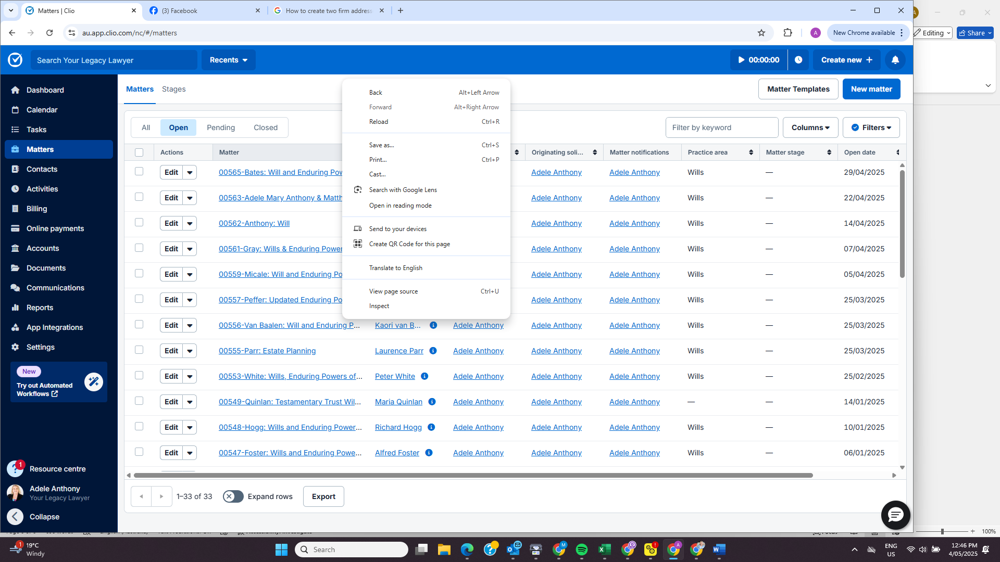 Matters | Clio
(3) Facebook
How to create two firm address
au.app.clio.com/nc/#/matters
A
New Chrome available
Editing
Share
Search Your Legacy Lawyer
Recents
00:00:00
Create new
Dashboard
Calendar
Tasks
Matters
Contacts
Activities
Billing
Online payments
Accounts
Documents
Communications
Reports
App Integrations
Settings
New
Try out Automated
Workflows
1
Resource centre
Adele Anthony
Your Legacy Lawyer
Collapse
Matters Stages
Matter Templates
New matter
All Open Pending Closed
Filter by keyword
Columns
Filters
Actions Matter Originating soli... Matter notifications Practice area Matter stage Open date
Edit 00565-Bates: Will and Enduring Pow Adele Anthony Adele Anthony Wills — 29/04/2025
Edit 00563-Adele Mary Anthony & Matth Adele Anthony Adele Anthony Wills — 22/04/2025
Edit 00562-Anthony: Will Adele Anthony Adele Anthony Wills — 14/04/2025
Edit 00561-Gray: Wills & Enduring Power Adele Anthony Adele Anthony Wills — 07/04/2025
Edit 00559-Micale: Will and Enduring Po Adele Anthony Adele Anthony Wills — 05/04/2025
Edit 00557-Peffer: Updated Enduring Po Adele Anthony Adele Anthony Wills — 25/03/2025
Edit 00556-Van Baalen: Will and Enduring P... Kaori van B... Adele Anthony Adele Anthony Adele Anthony Wills — 25/03/2025
Edit 00555-Parr: Estate Planning Laurence Parr Adele Anthony Adele Anthony Adele Anthony Wills — 25/03/2025
Edit 00553-White: Wills, Enduring Powers of... Peter White Adele Anthony Adele Anthony Adele Anthony Wills — 25/02/2025
Edit 00549-Quinlan: Testamentary Trust Wil... Maria Quinlan Adele Anthony Adele Anthony Adele Anthony — — 14/01/2025
Edit 00548-Hogg: Wills and Enduring Power... Richard Hogg Adele Anthony Adele Anthony Adele Anthony Wills — 10/01/2025
Edit 00547-Foster: Wills and Enduring Powe... Alfred Foster Adele Anthony Adele Anthony Adele Anthony Wills — 06/01/2025
1–33 of 33
Expand rows
Export
Back Alt+Left Arrow
Forward Alt+Right Arrow
Reload Ctrl+R
Save as... Ctrl+S
Print... Ctrl+P
Cast...
Search with Google Lens
Open in reading mode
Send to your devices
Create QR Code for this page
Translate to English
View page source Ctrl+U
Inspect
100%
1
19°C
Windy
Search
ENG
US
12:46 PM
4/05/2025